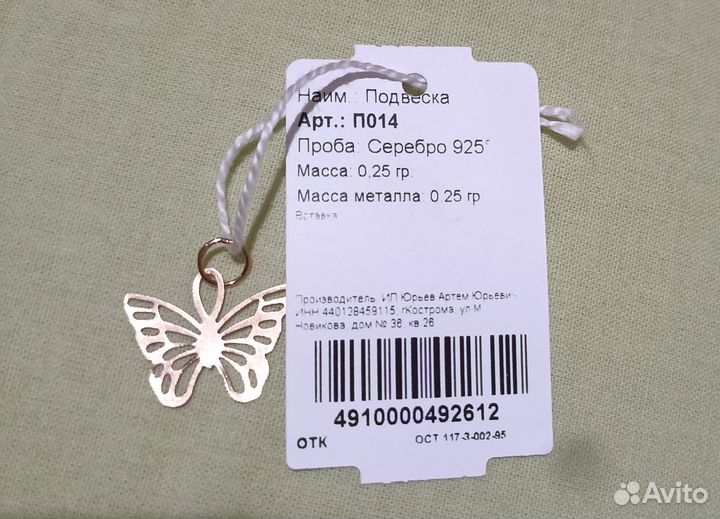 Наим.: Подвеска
Арт.: П014
Проба: Серебро 925°
Масса: 0,25 гр.
Масса металла: 0 25 гр
Вставка
Производитель ИП Юрьев Артем Юрьевич
ИНН 440128459115, гКострома, ул М
Новикова, дом № 36 кв 26
4910000492612
ОТК
ОСТ 117-3-002-95
Avito